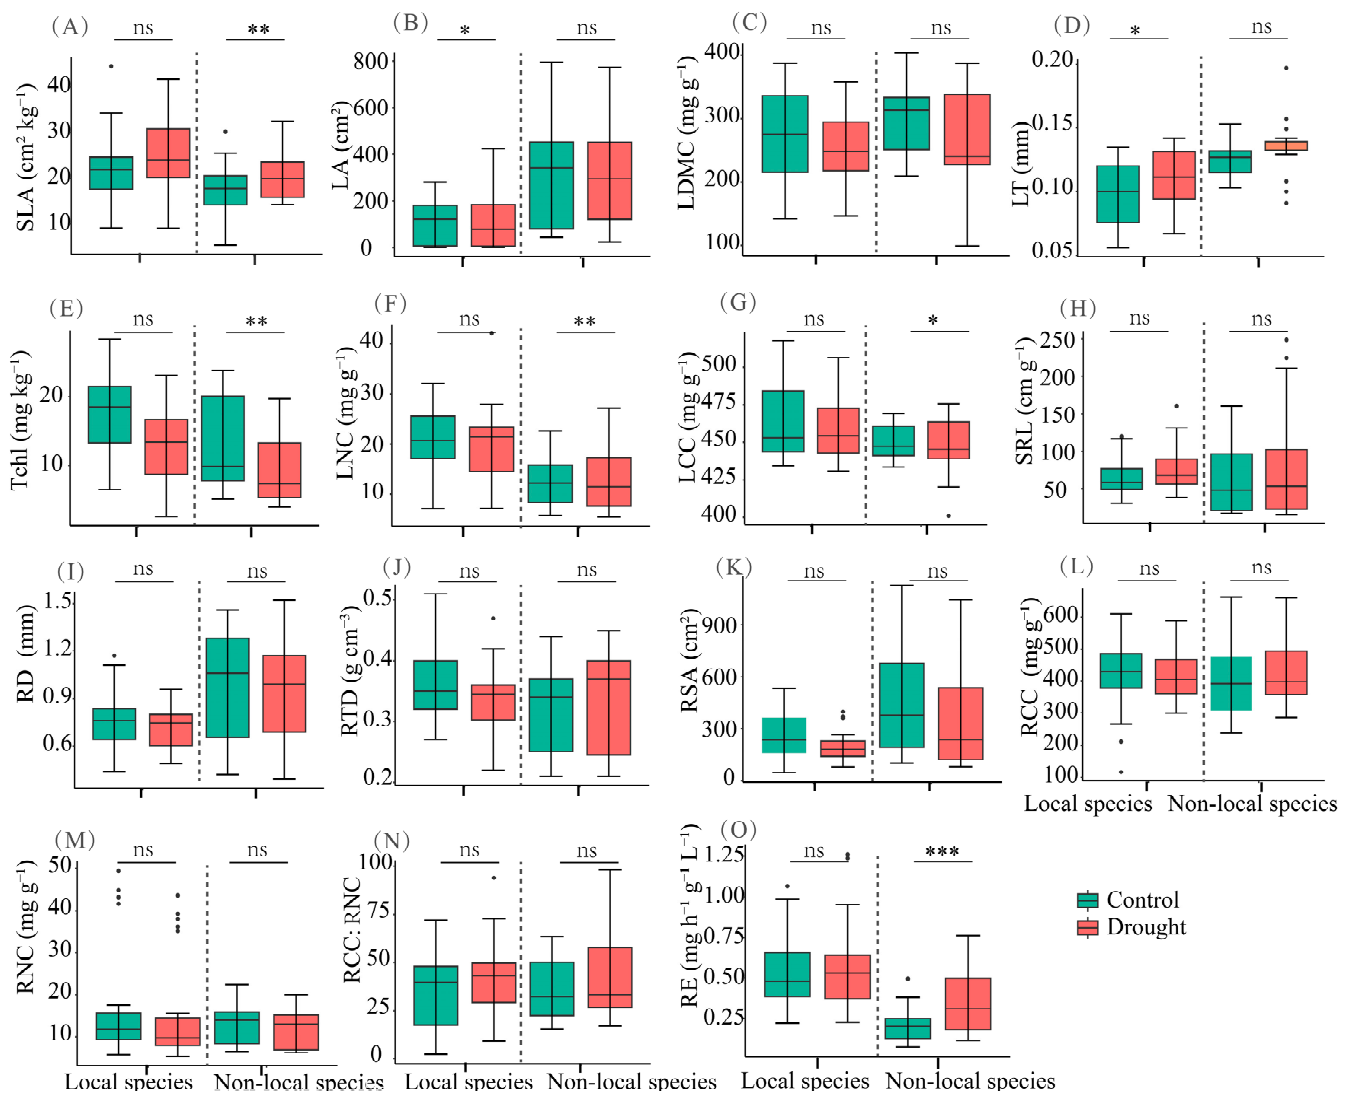 (A) ns **
SLA (cm² kg⁻¹)
40
30
20
10
(B) * ns
LA (cm²)
800
600
400
200
0
(C) ns ns
LDMC (mg g⁻¹)
400
300
200
100
(D) * ns
LT (mm)
0.20
0.15
0.10
0.05
(E) ns **
Tchl (mg kg⁻¹)
20
10
(F) ns **
LNC (mg g⁻¹)
40
30
20
10
(G) ns *
LCC (mg g⁻¹)
500
475
450
425
400
(H) ns ns
SRL (cm g⁻¹)
250
200
150
100
50
(I) ns ns
RD (mm)
1.5
1.2
0.9
0.6
(J) ns ns
RTD (g cm⁻³)
0.5
0.4
0.3
0.2
(K) ns ns
RSA (cm²)
900
600
300
0
(L) ns ns
RCC (mg g⁻¹)
600
500
400
300
200
100
Local species Non-local species
(M) ns ns
RNC (mg g⁻¹)
50
40
30
20
10
Local species Non-local species
(N) ns ns
RCC: RNC
100
75
50
25
0
Local species Non-local species
(O) ns ***
RE (mg h⁻¹ g⁻¹ L⁻¹)
1.25
1.00
0.75
0.50
0.25
Local species Non-local species
Control
Drought